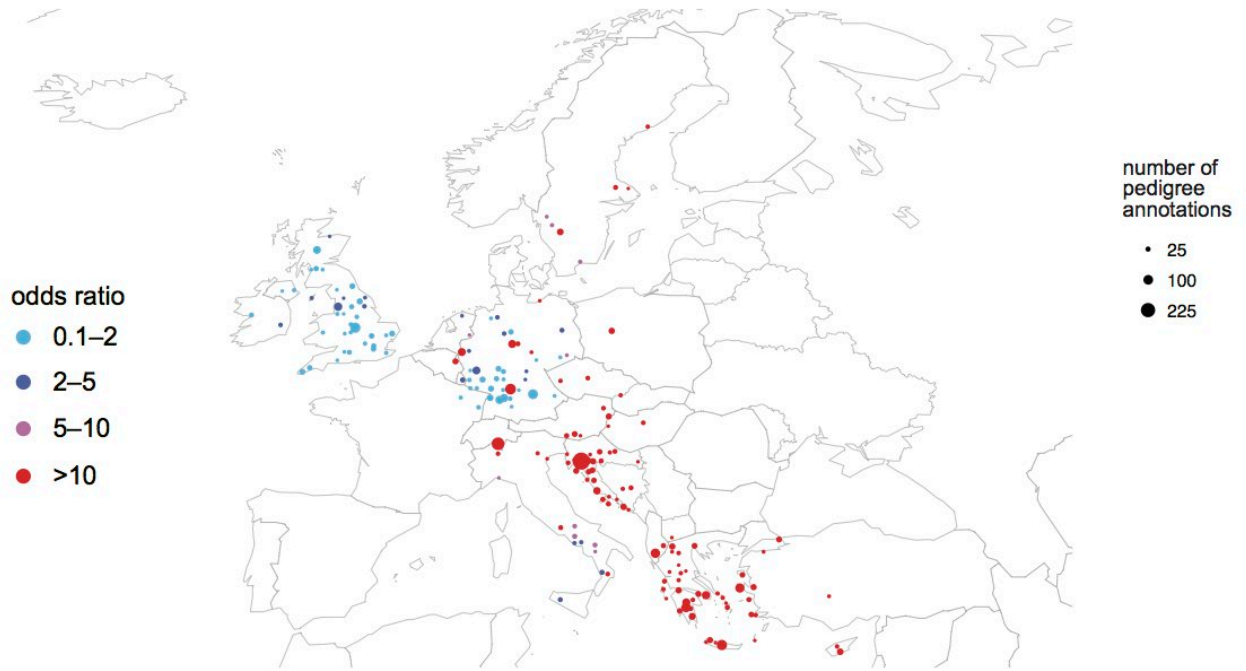 odds ratio
0.1–2
2–5
5–10
>10
number of
pedigree
annotations
25
100
225